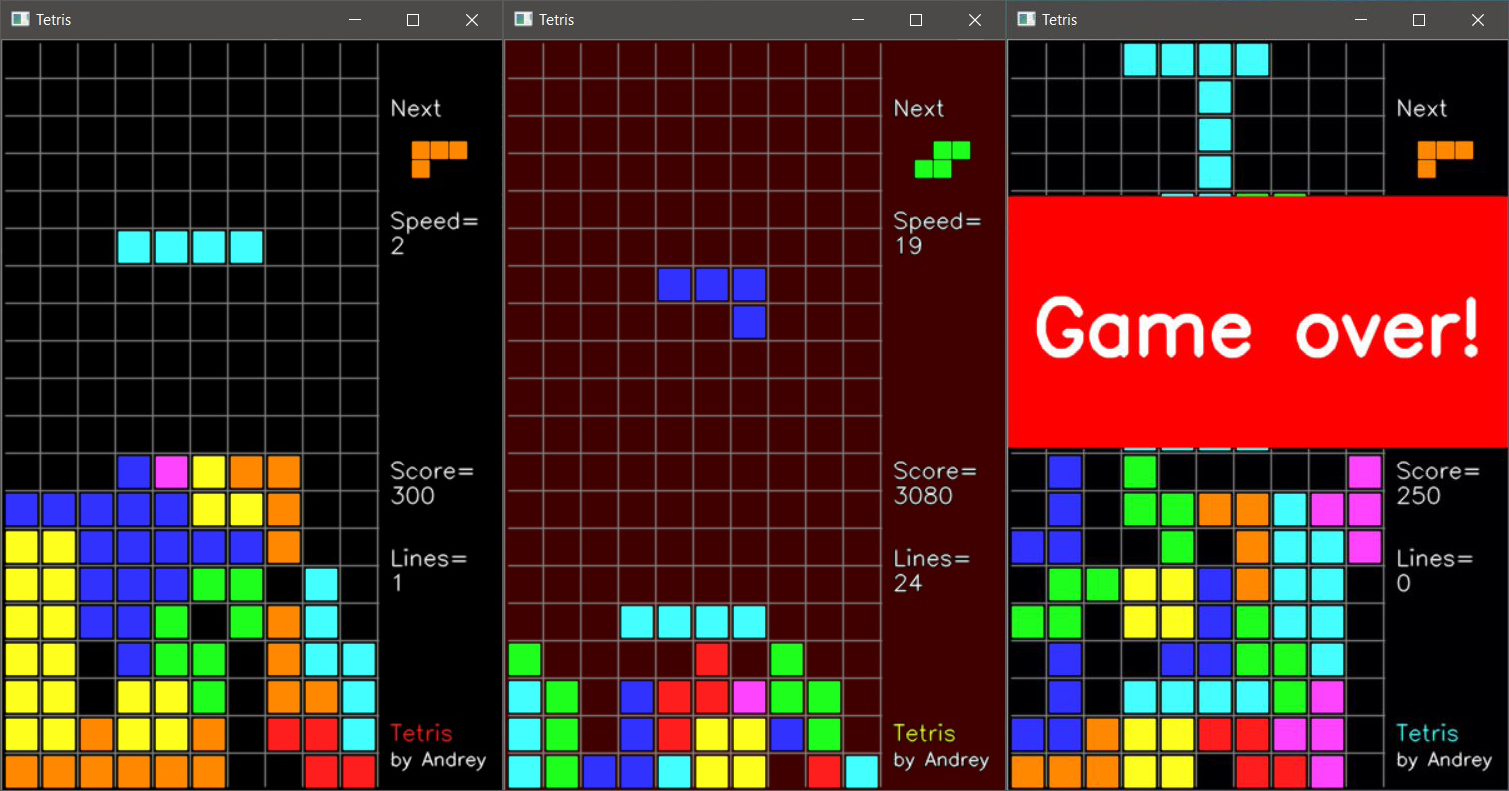 Tetris
Next
Speed=
2
Score=
300
Lines=
1
Tetris
by Andrey
Tetris
Next
Speed=
19
Score=
3080
Lines=
24
Tetris
by Andrey
Tetris
Next
Game over!
Score=
250
Lines=
0
Tetris
by Andrey